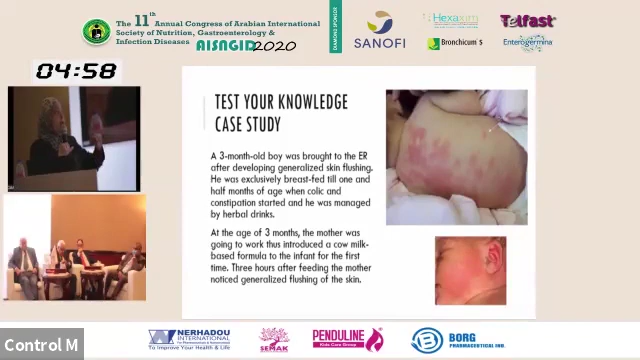 The 11th Annual Congress of Arabian International
Society of Nutrition, Gastroenterology &
Infection Diseases AISNGID2020
DIAMOND SPONSOR
SANOFI
Hexaxim
Telfast
Bronchicum S
Enterogermina
04:58
TEST YOUR KNOWLEDGE
CASE STUDY
A 3-month-old boy was brought to the ER
after developing generalized skin flushing.
He was exclusively breast-fed till one and
half months of age when colic and
constipation started and he was managed
by herbal drinks.
At the age of 3 months, the mother was
going to work thus introduced a cow milk-
based formula to the infant for the first
time. Three hours after feeding the mother
noticed generalized flushing of the skin.
Control M
NERHADOU
INTERNATIONAL
To Improve Your Health & Life
SEMAK
PENDULINE
Kids Care Group
BORG
PHARMACEUTICAL IND.